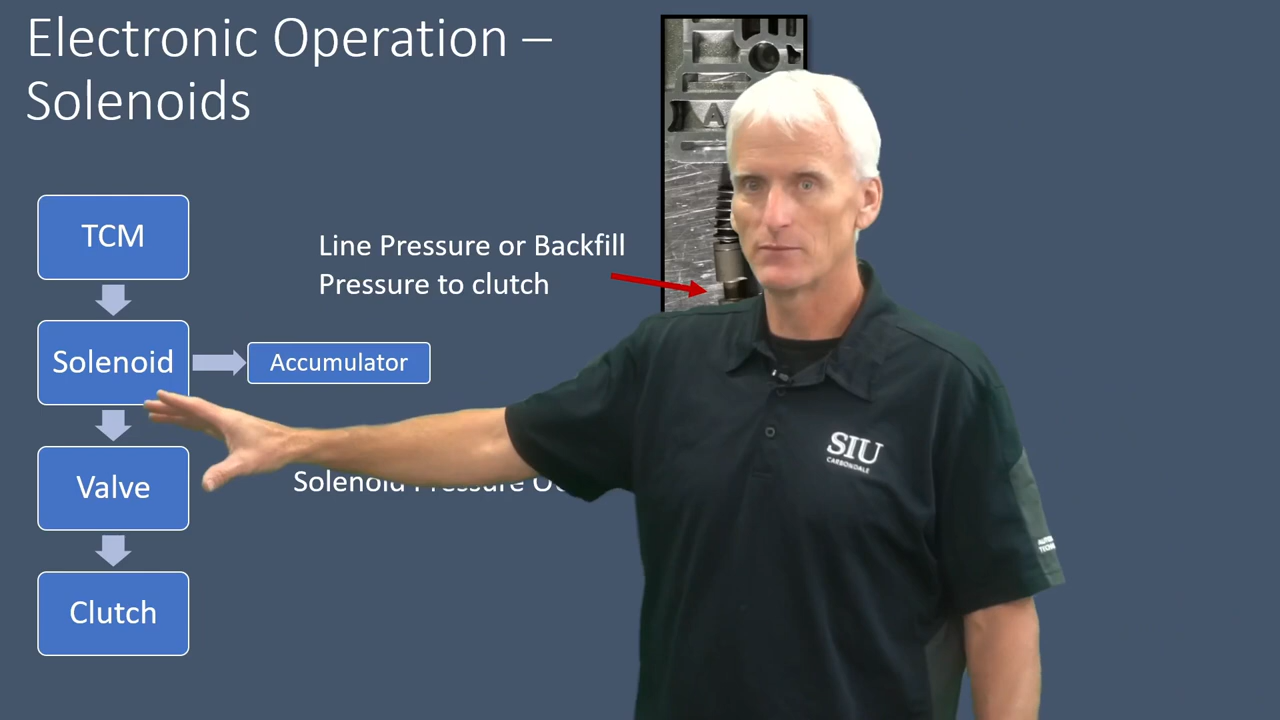 Electronic Operation –
Solenoids
TCM
Line Pressure or Backfill
Pressure to clutch
Solenoid
Accumulator
Valve
Solenoid Pressure
Clutch
SIU
CARBONDALE